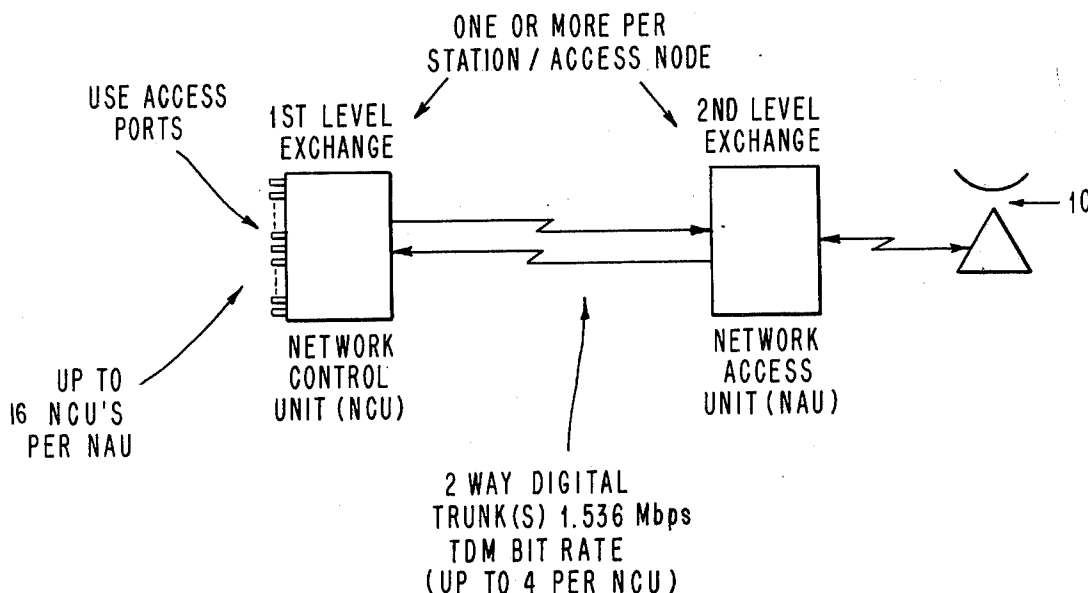 ONE OR MORE PER
STATION / ACCESS NODE
USE ACCESS
PORTS
1ST LEVEL
EXCHANGE
2ND LEVEL
EXCHANGE
10
NETWORK
CONTROL
UNIT (NCU)
NETWORK
ACCESS
UNIT (NAU)
UP TO
16 NCU'S
PER NAU
2 WAY DIGITAL
TRUNK(S) 1.536 Mbps
TDM BIT RATE
(UP TO 4 PER NCU)